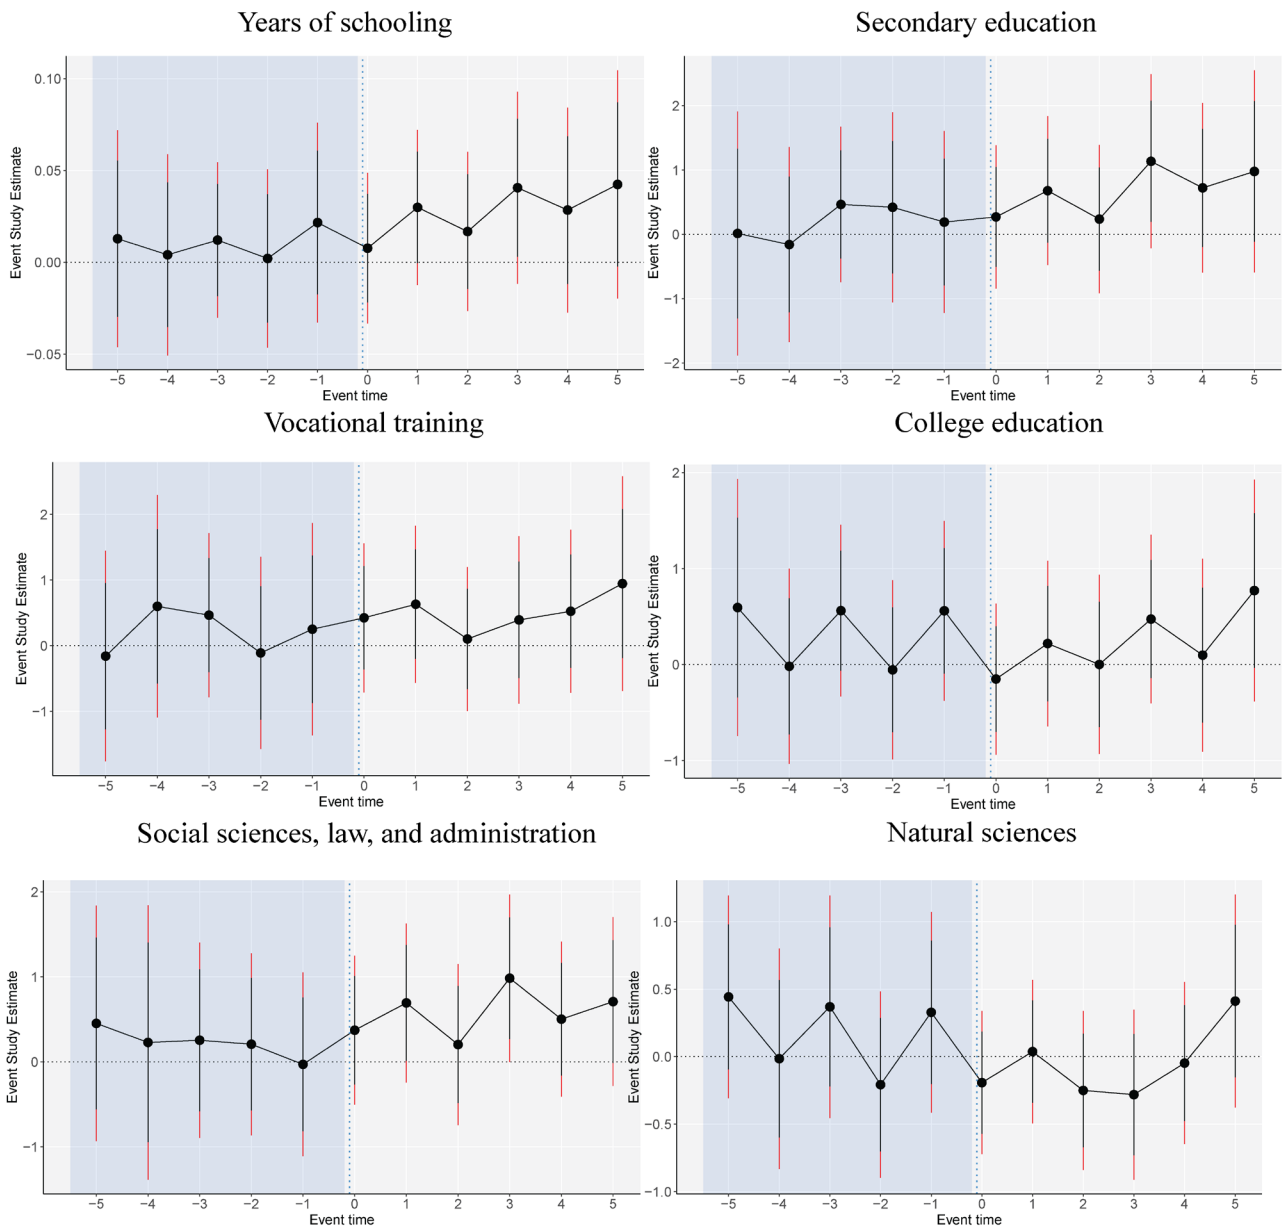 Years of schooling
Secondary education
Event Study Estimate
0.10
0.05
0.00
−0.05
−5 −4 −3 −2 −1 0 1 2 3 4 5
Event time
Event Study Estimate
2
1
0
−1
−2
−5 −4 −3 −2 −1 0 1 2 3 4 5
Event time
Vocational training
College education
Event Study Estimate
2
1
0
−1
−5 −4 −3 −2 −1 0 1 2 3 4 5
Event time
Event Study Estimate
2
1
0
−1
−5 −4 −3 −2 −1 0 1 2 3 4 5
Event time
Social sciences, law, and administration
Natural sciences
Event Study Estimate
2
1
0
−1
−5 −4 −3 −2 −1 0 1 2 3 4 5
Event time
Event Study Estimate
1.0
0.5
0.0
−0.5
−1.0
−5 −4 −3 −2 −1 0 1 2 3 4 5
Event time